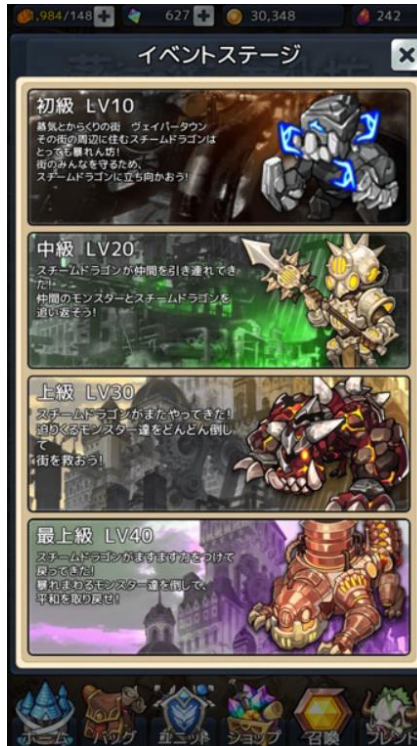 1,984/148
627
30,348
242
イベントステージ
初級 LV10
蒸気とからくりの街 ヴェイパータウン
その街の周辺に住むスチームドラゴンは
とっても暴れん坊!
街のみんなを守るため、
スチームドラゴンに立ち向かおう!
中級 LV20
スチームドラゴンが仲間を引き連れてき
た!
仲間のモンスターとスチームドラゴンを
追い返そう!
上級 LV30
スチームドラゴンがまたやってきた!
迫りくるモンスター達をどんどん倒し
て
街を救おう!
最上級 LV40
スチームドラゴンがますます力をつけて
戻ってきた!
暴れまわるモンスター達を倒して、
平和を取り戻せ!
ホーム バッグ ユニット ショップ 召喚 フレンド